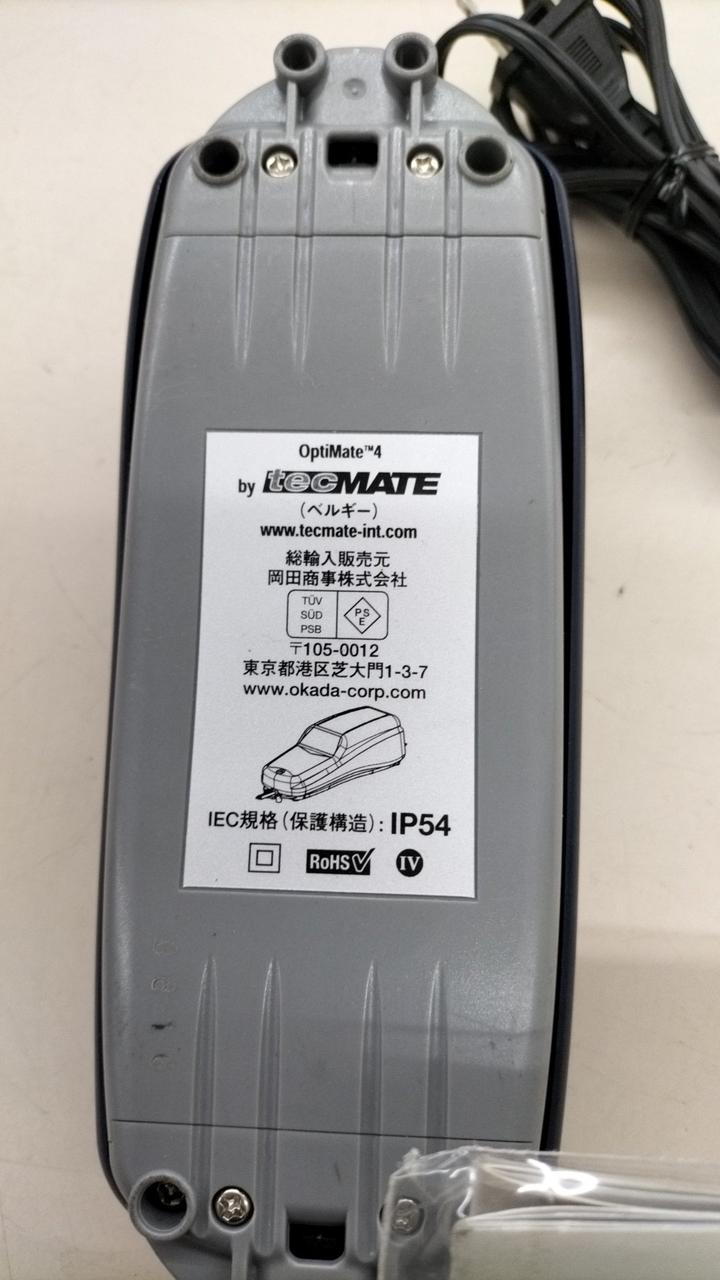 OptiMate™4
by tecMATE
（ベルギー）
www.tecmate-int.com
総輸入販売元
岡田商事株式会社
TÜV
SÜD
PSB
PS
E
〒105-0012
東京都港区芝大門1-3-7
www.okada-corp.com
IEC規格（保護構造）: IP54
RoHS
IV